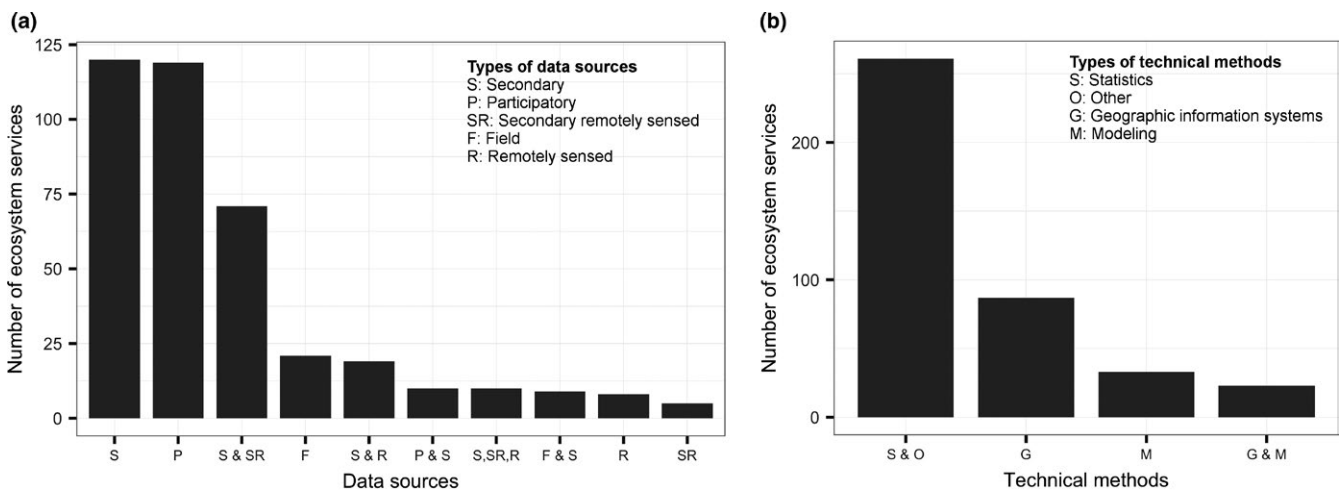 (a)
Number of ecosystem services
125
100
75
50
25
0
Types of data sources
S: Secondary
P: Participatory
SR: Secondary remotely sensed
F: Field
R: Remotely sensed
S P S & SR F S & R P & S S,SR,R F & S R SR
Data sources
(b)
Number of ecosystem services
200
100
0
Types of technical methods
S: Statistics
O: Other
G: Geographic information systems
M: Modeling
S & O G M G & M
Technical methods